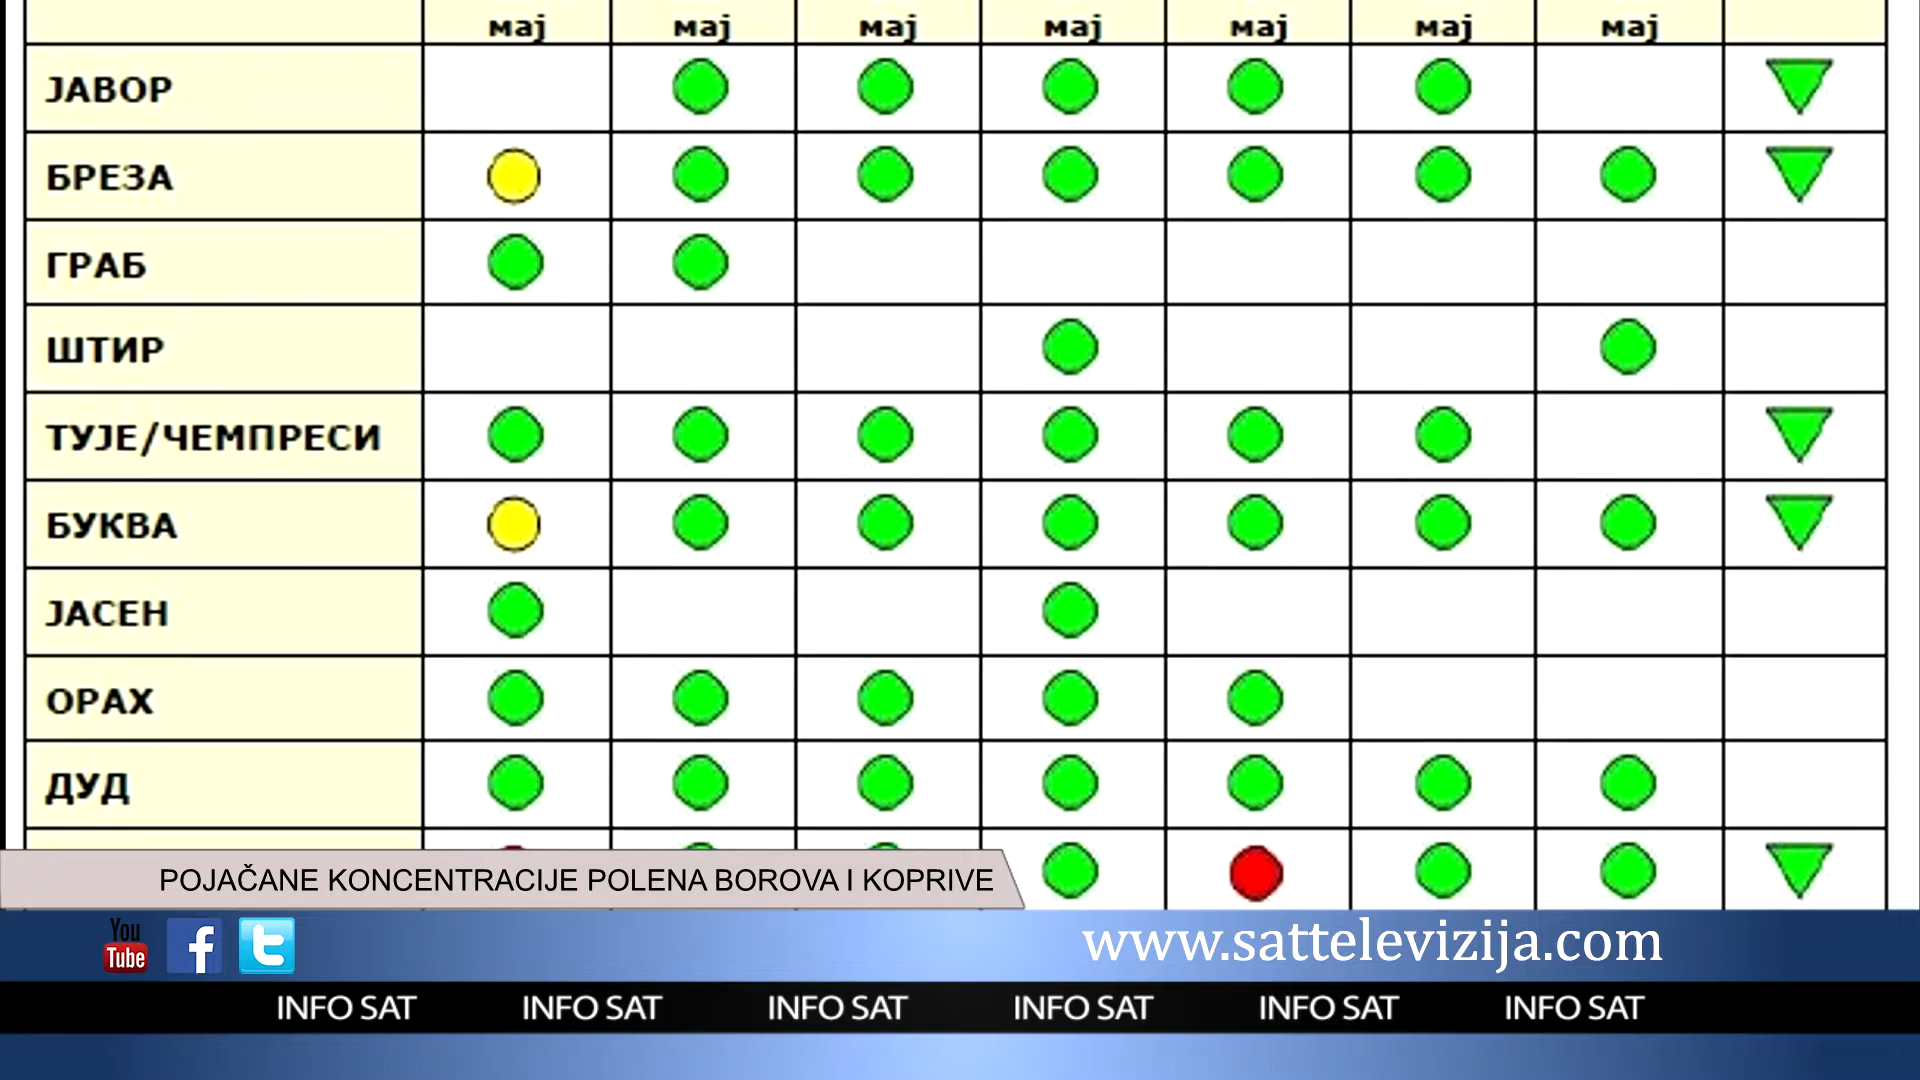 мај мај мај мај мај мај мај
ЈАВОР
БРЕЗА
ГРАБ
ШТИР
ТУЈЕ/ЧЕМПРЕСИ
БУКВА
ЈАСЕН
ОРАХ
ДУД
POJAČANE KONCENTRACIJE POLENA BOROVA I KOPRIVE
You
Tube
f
t
www.sattelevizija.com
INFO SAT INFO SAT INFO SAT INFO SAT INFO SAT INFO SAT